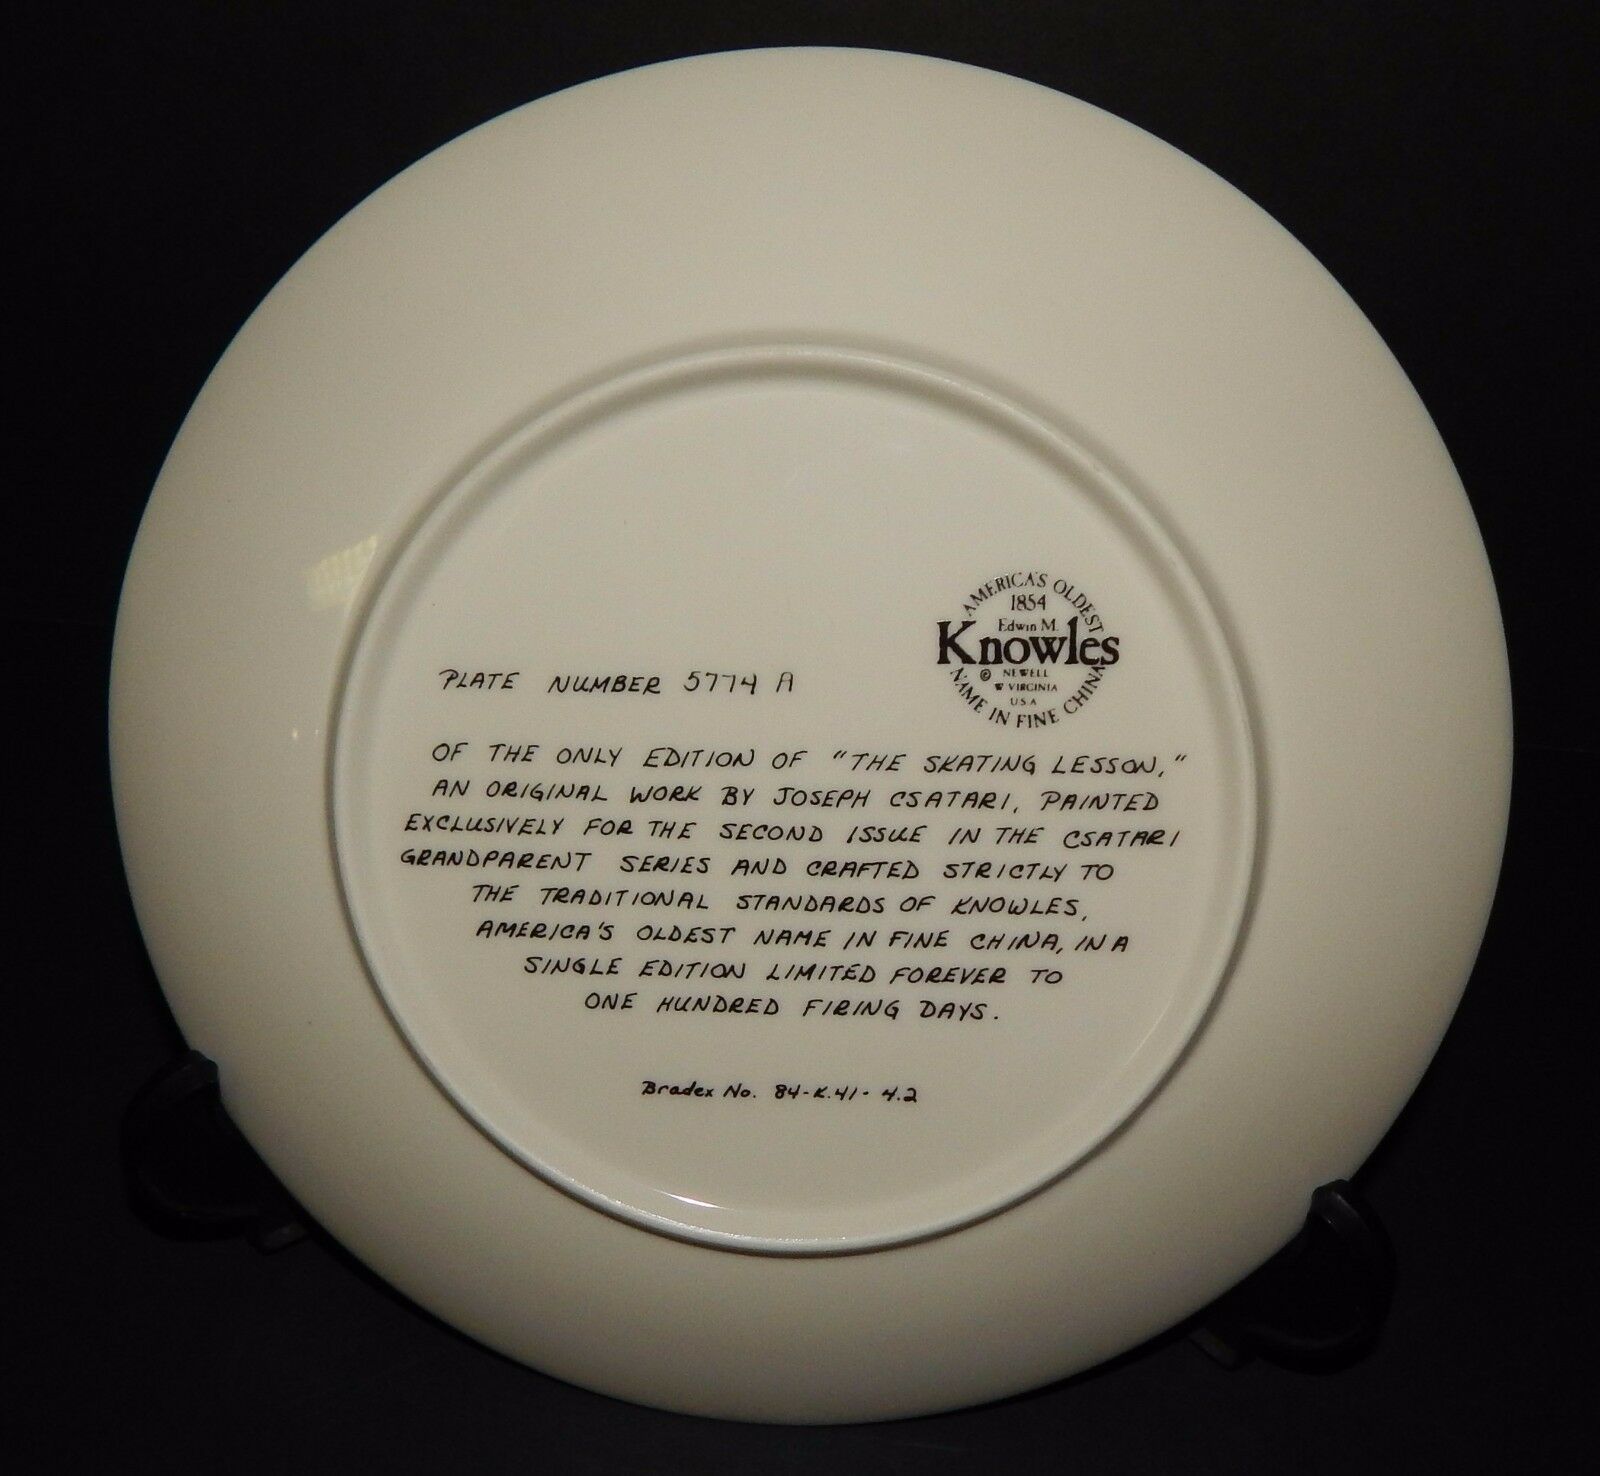 AMERICA'S OLDEST
1854
Edwin M.
Knowles
© NEWELL
W VIRGINIA
U.S.A
NAME IN FINE CHINA
PLATE NUMBER 5774 A
OF THE ONLY EDITION OF "THE SKATING LESSON,"
AN ORIGINAL WORK BY JOSEPH CSATARI, PAINTED
EXCLUSIVELY FOR THE SECOND ISSUE IN THE CSATARI
GRANDPARENT SERIES AND CRAFTED STRICTLY TO
THE TRADITIONAL STANDARDS OF KNOWLES,
AMERICA'S OLDEST NAME IN FINE CHINA, IN A
SINGLE EDITION LIMITED FOREVER TO
ONE HUNDRED FIRING DAYS.
Bradex No. 84-K.41-4.2